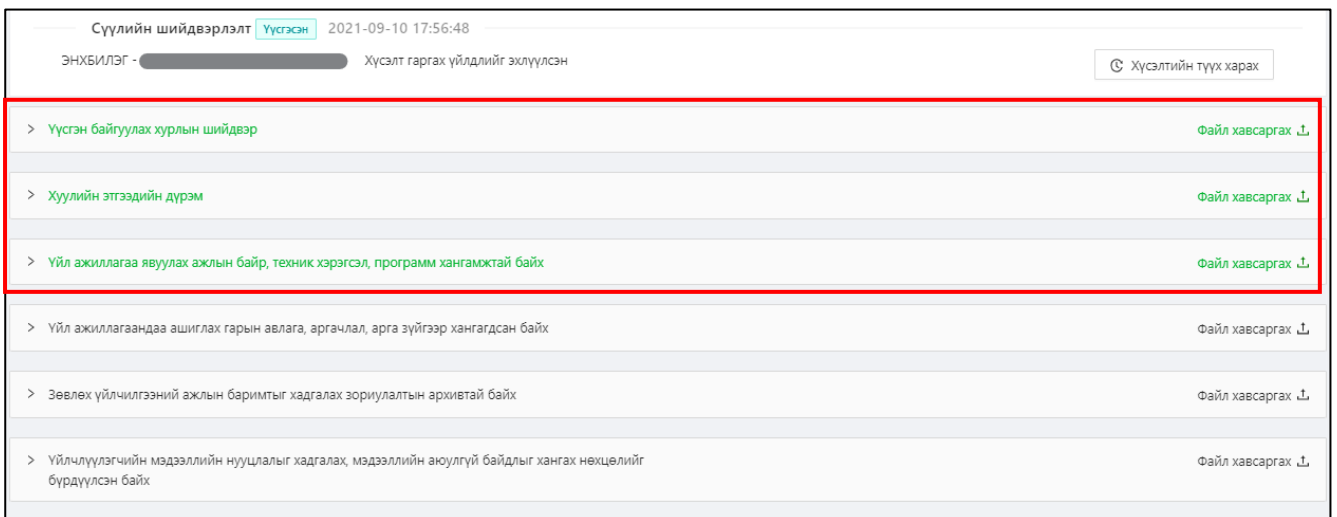 Сүүлийн шийдвэрлэлт Үүсгэсэн 2021-09-10 17:56:48
ЭНХБИЛЭГ - Хүсэлт гаргах үйлдлийг эхлүүлсэн
Хүсэлтийн түүх харах
Үүсгэн байгуулах хурлын шийдвэр Файл хавсаргах
Хуулийн этгээдийн дүрэм Файл хавсаргах
Үйл ажиллагаа явуулах ажлын байр, техник хэрэгсэл, программ хангамжтай байх Файл хавсаргах
Үйл ажиллагаандаа ашиглах гарын авлага, аргачлал, арга зүйгээр хангагдсан байх Файл хавсаргах
Зөвлөх үйлчилгээний ажлын баримтыг хадгалах зориулалтын архивтай байх Файл хавсаргах
Үйлчлүүлэгчийн мэдээллийн нууцлалыг хадгалах, мэдээллийн аюулгүй байдлыг хангах нөхцөлийг Файл хавсаргах
бүрдүүлсэн байх